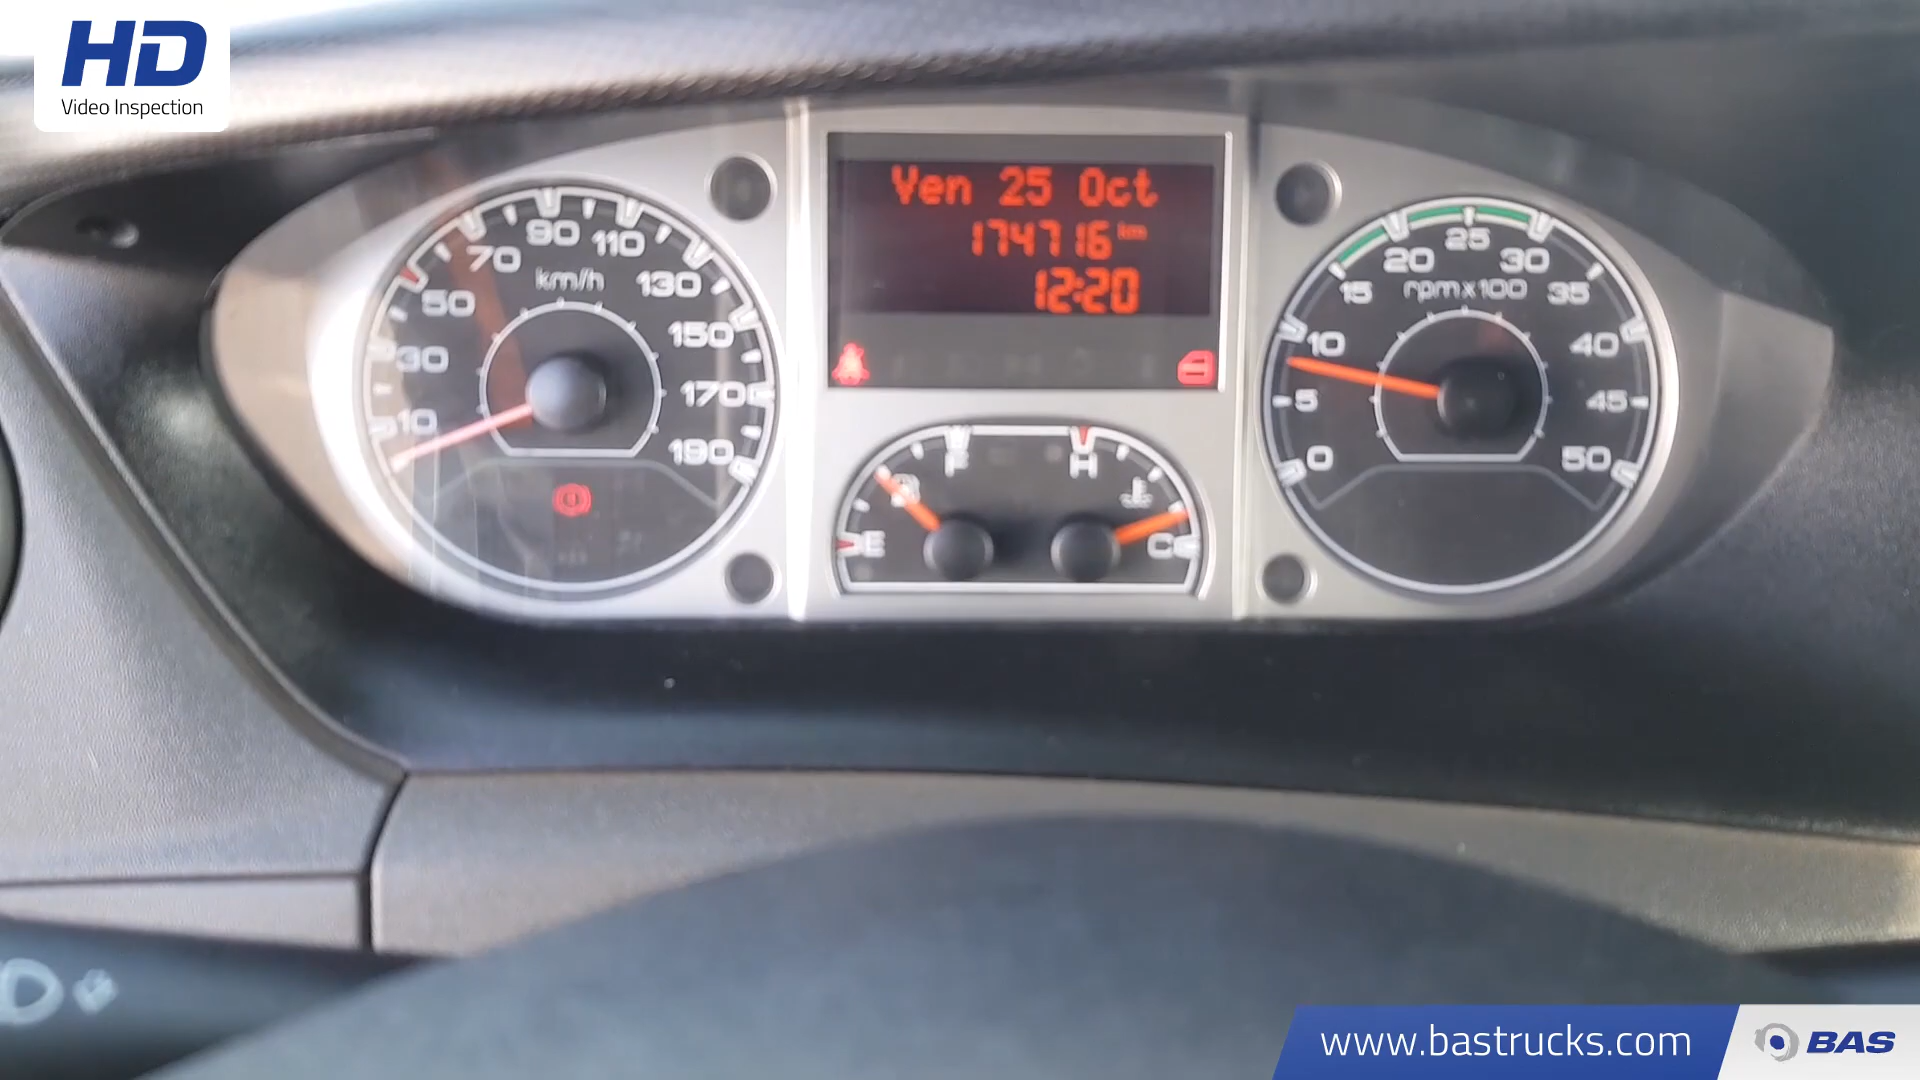 HD
Video Inspection
Ven 25 Oct
174716 km
12:20
10 30 50 70 90 110 130 150 170 190
km/h
0 5 10 15 20 25 30 35 40 45 50
rpm x 100
E F
H C
www.bastrucks.com
BAS